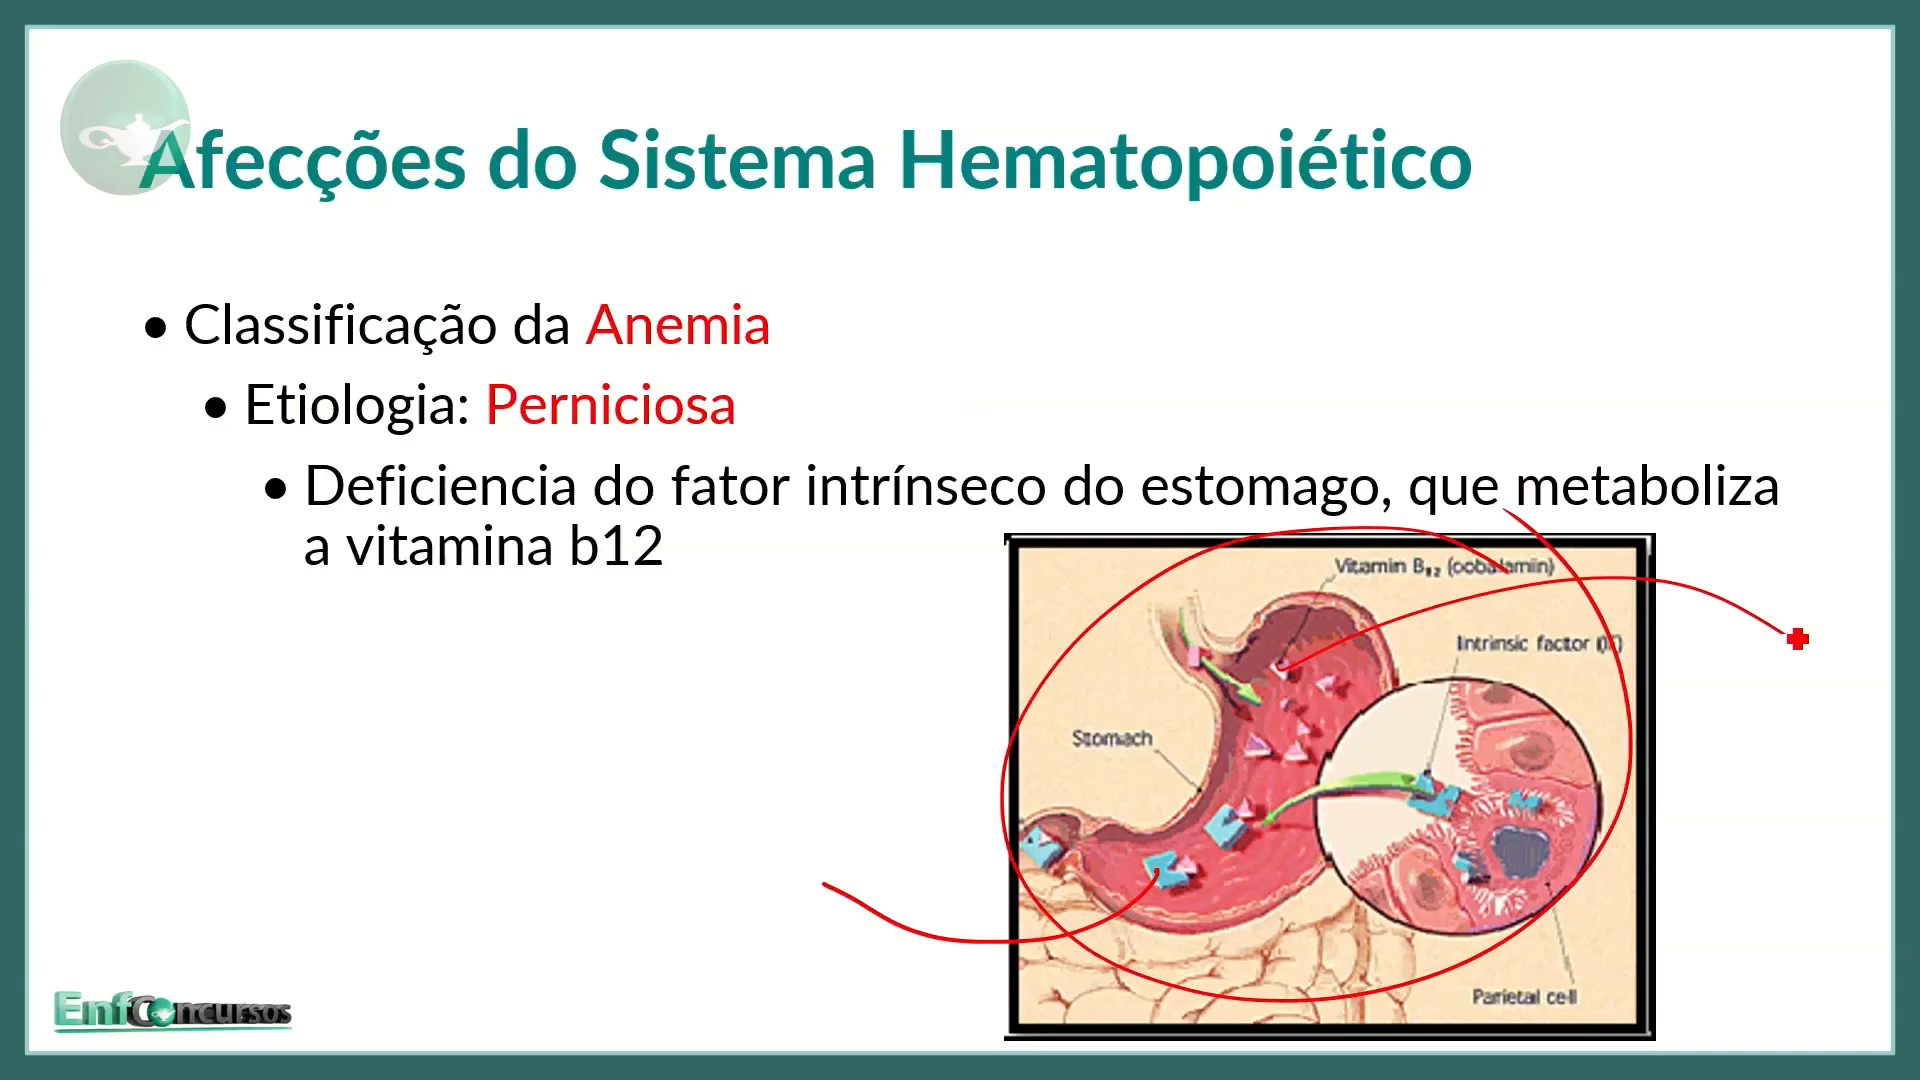 Afecções do Sistema Hematopoiético
• Classificação da Anemia
• Etiologia: Perniciosa
• Deficiencia do fator intrínseco do estomago, que metaboliza
a vitamina b12
Vitamin B₁₂ (cobalamin)
Intrinsic factor (IF)
Stomach
Parietal cell
EnfConcursos